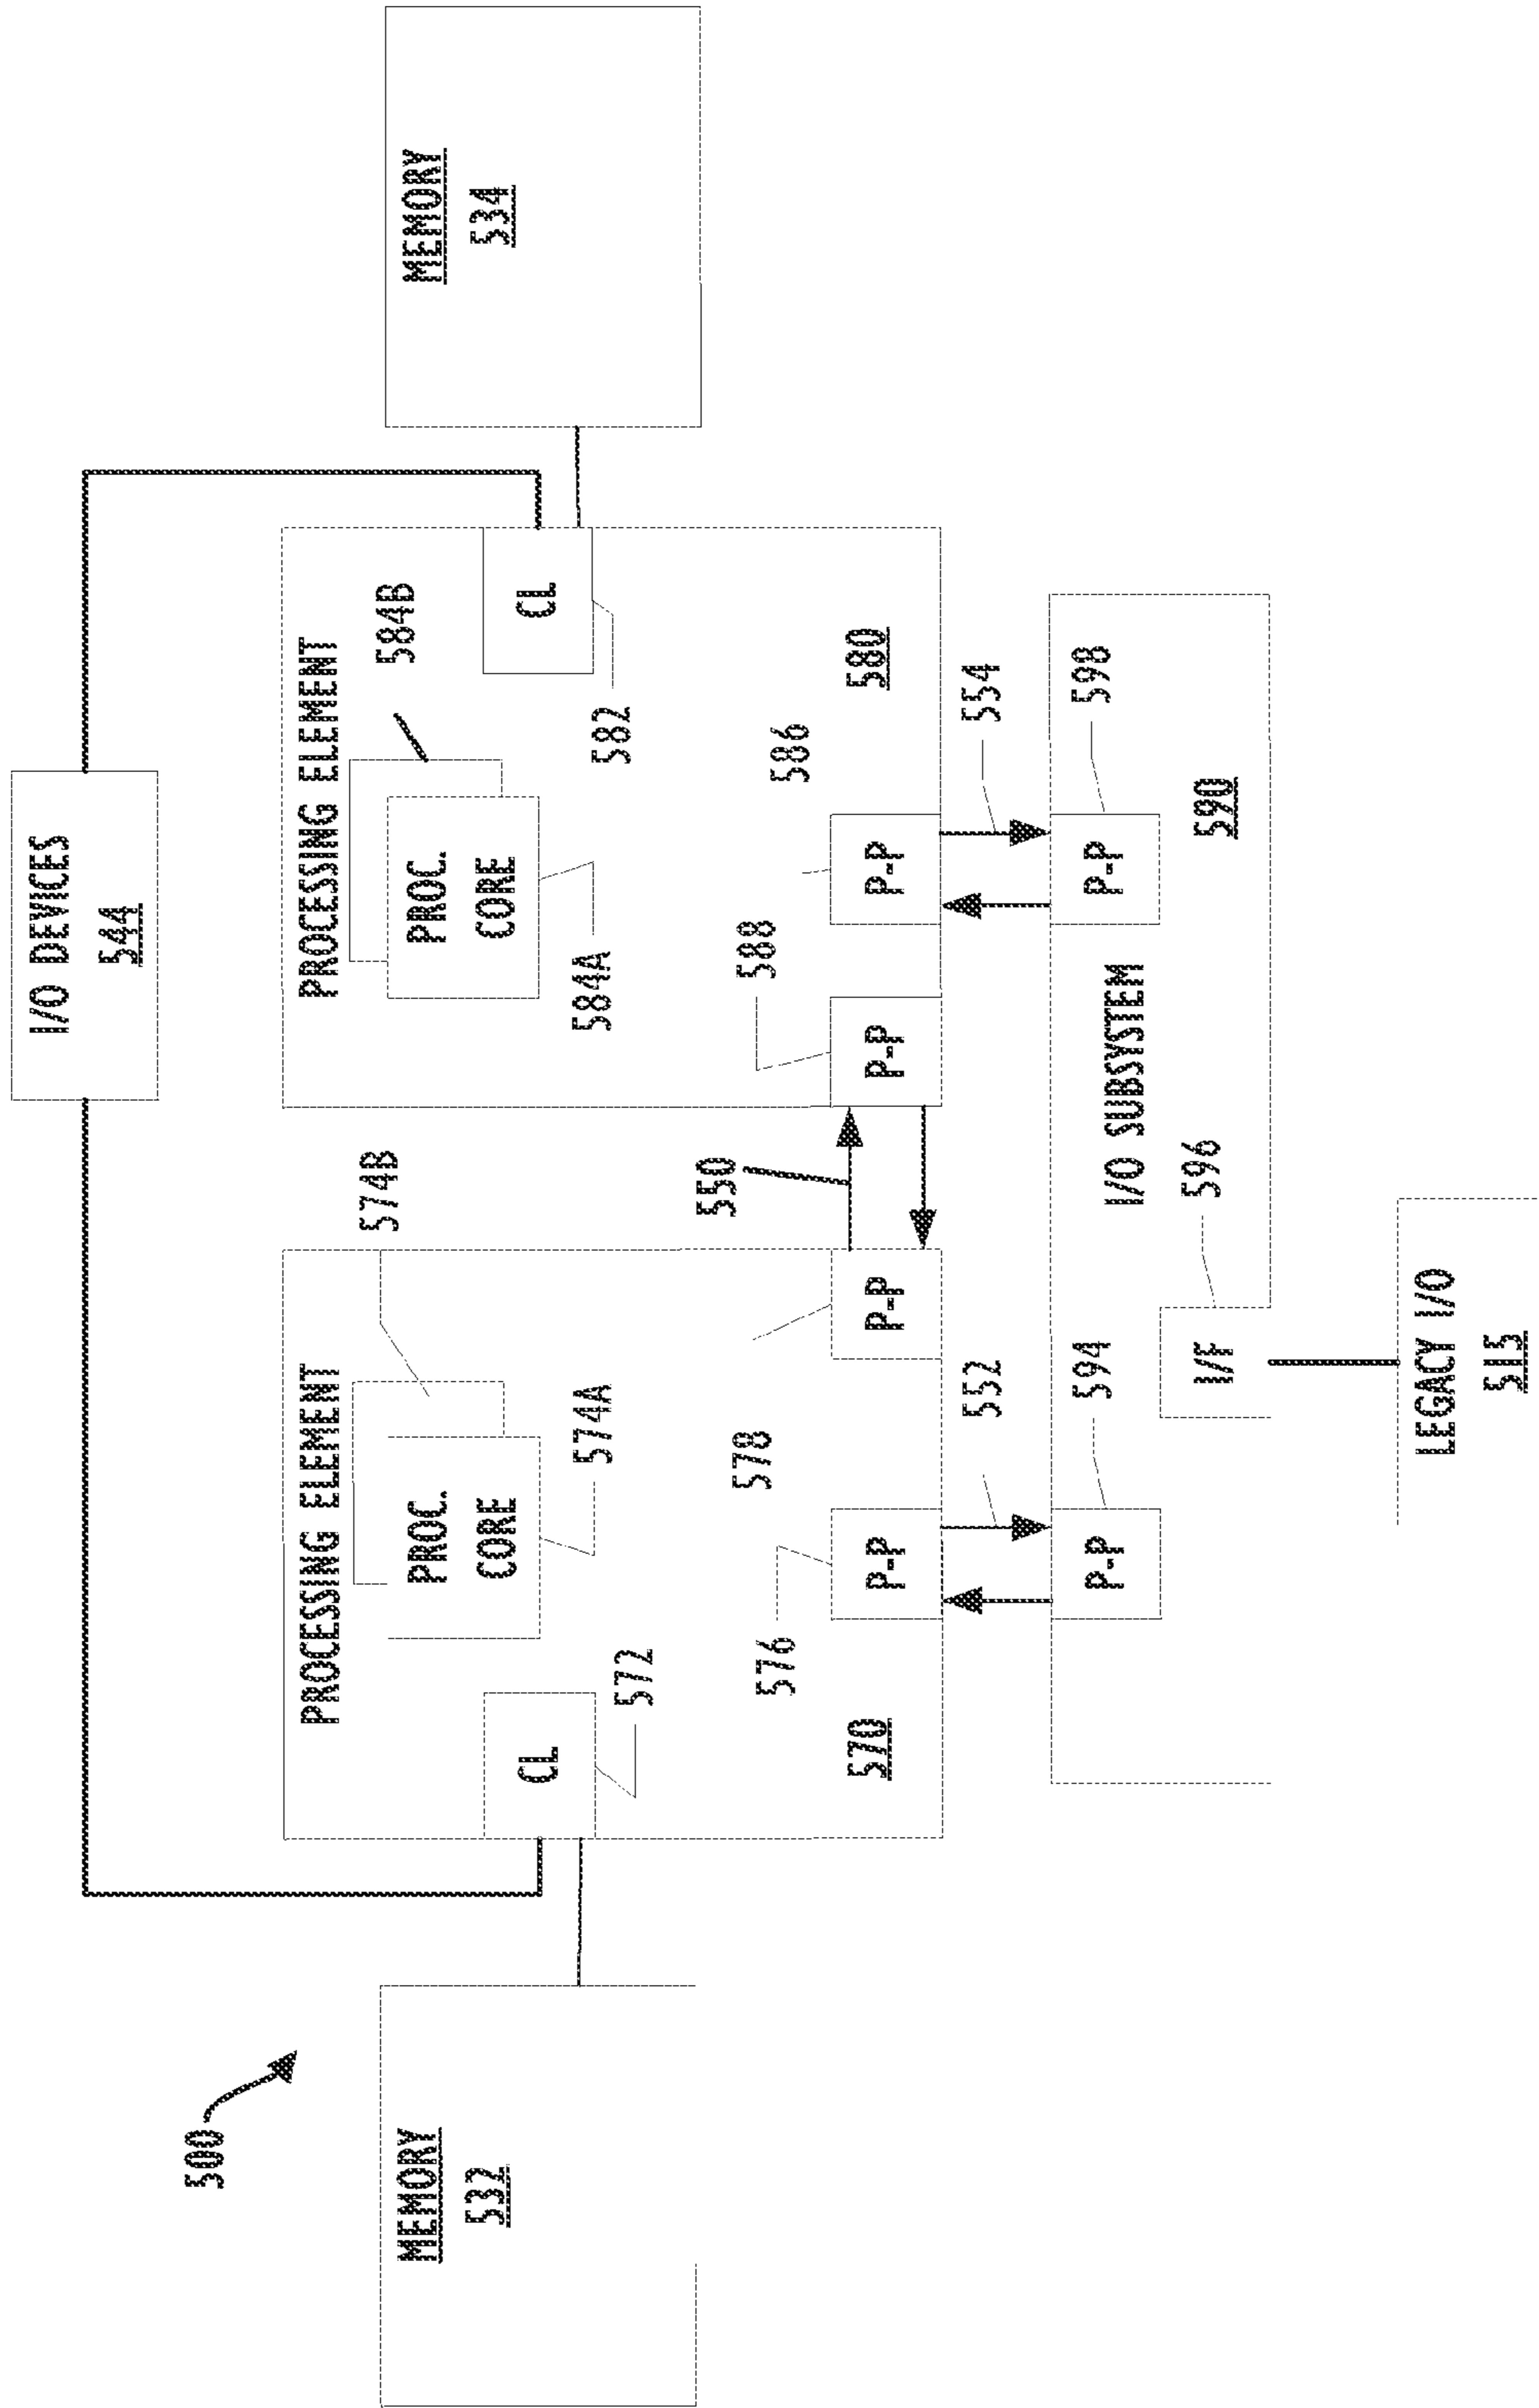 500
I/O DEVICES
544
MEMORY
532
PROCESSING ELEMENT
574B
PROC.
CORE
574A
CL
572
578
576
P-P
P-P
570
550
PROCESSING ELEMENT
584B
PROC.
CORE
584A
CL
582
588
586
P-P
P-P
580
MEMORY
534
552
554
594
598
P-P
P-P
I/O SUBSYSTEM
590
596
I/F
LEGACY I/O
515